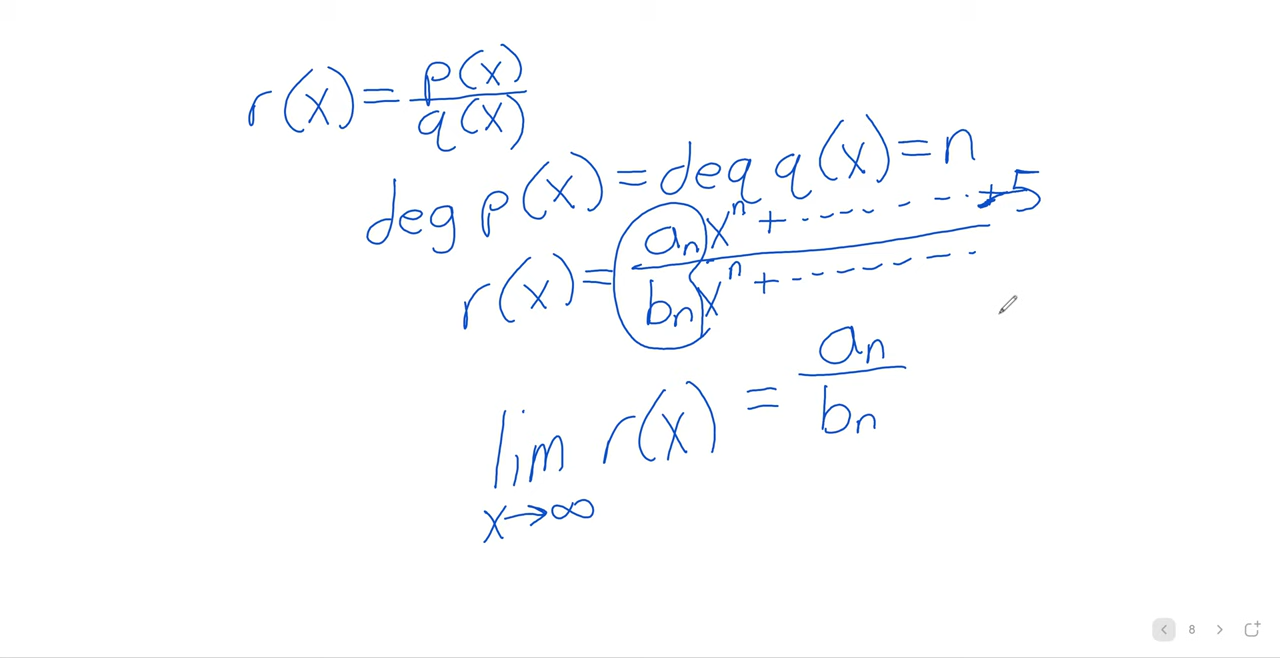 r(x) = p(x)/q(x)
deg p(x) = deg q(x) = n
r(x) = (aₙxⁿ + ········ + 5)/(bₙxⁿ + ········)
lim x→∞ r(x) = aₙ/bₙ
8